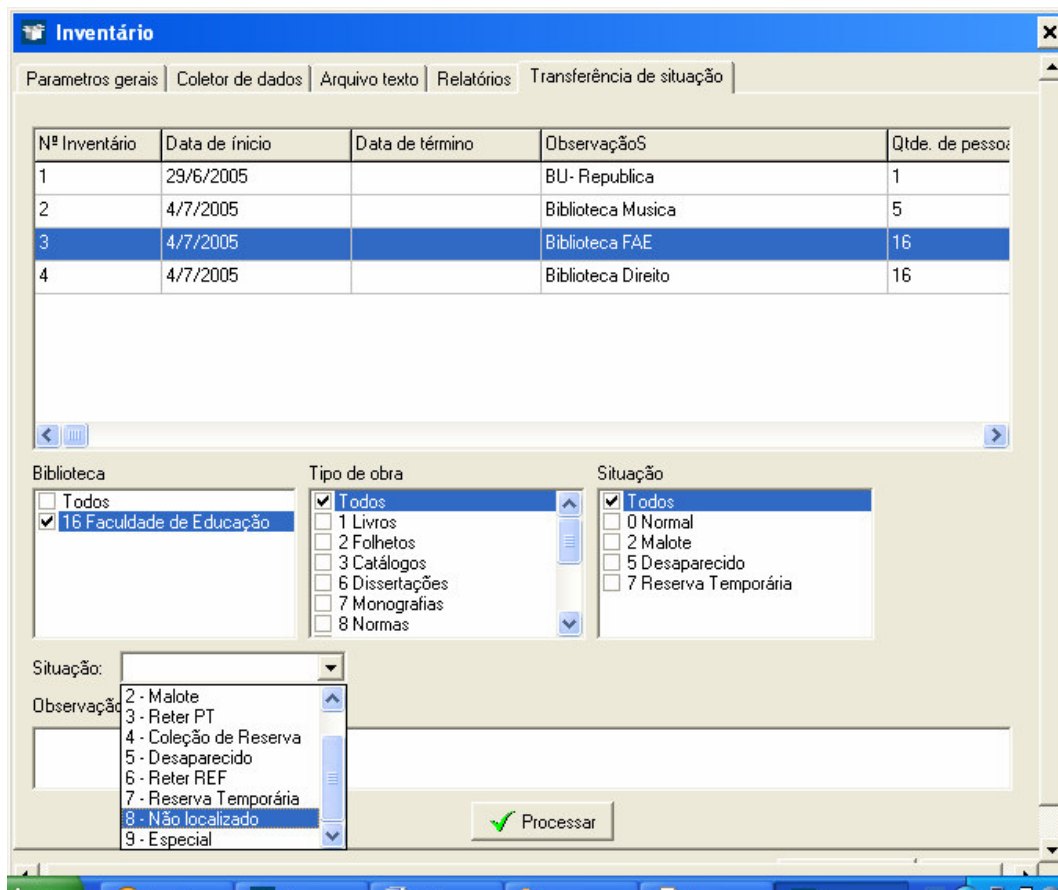 Inventário
Parametros gerais Coletor de dados Arquivo texto Relatórios Transferência de situação
Nº Inventário Data de ínicio Data de término ObservaçãoS Qtde. de pessoa
1 29/6/2005 BU- Republica 1
2 4/7/2005 Biblioteca Musica 5
3 4/7/2005 Biblioteca FAE 16
4 4/7/2005 Biblioteca Direito 16
Biblioteca Tipo de obra Situação
Todos Todos Todos
16 Faculdade de Educação 1 Livros 0 Normal
2 Folhetos 2 Malote
3 Catálogos 5 Desaparecido
6 Dissertações 7 Reserva Temporária
7 Monografias
8 Normas
Situação:
Observação
2 - Malote
3 - Reter PT
4 - Coleção de Reserva
5 - Desaparecido
6 - Reter REF
7 - Reserva Temporária
8 - Não localizado
9 - Especial
Processar